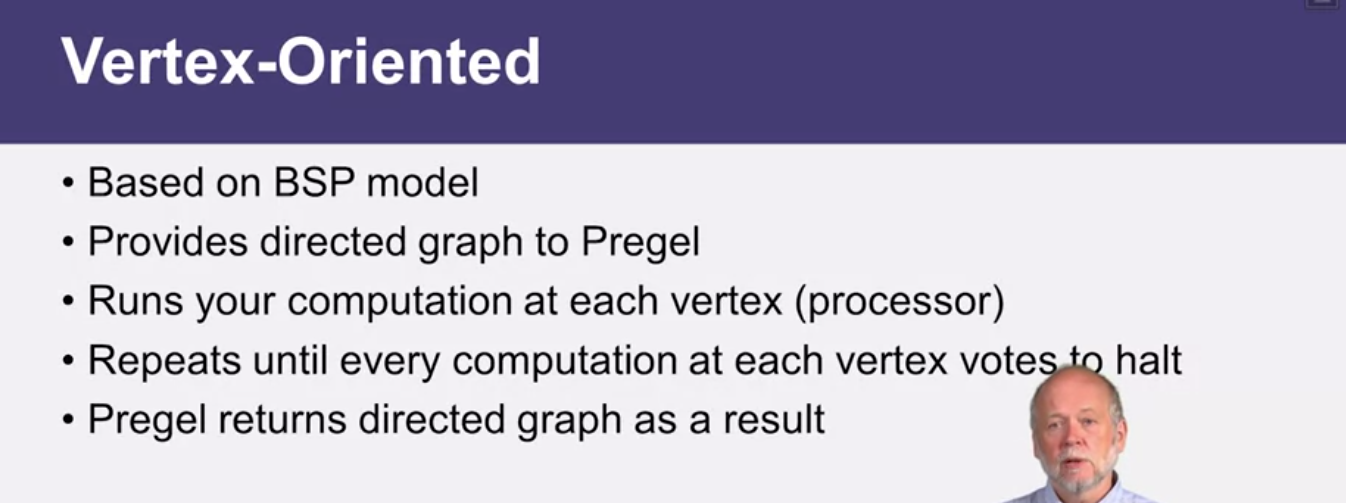 Vertex-Oriented
• Based on BSP model
• Provides directed graph to Pregel
• Runs your computation at each vertex (processor)
• Repeats until every computation at each vertex votes to halt
• Pregel returns directed graph as a result